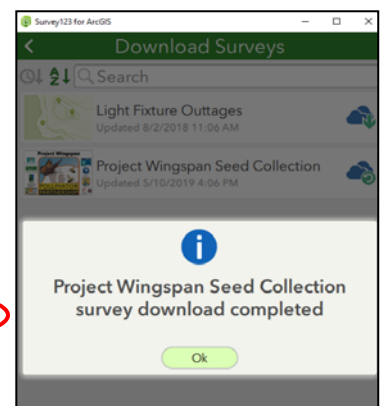 Survey123 for ArcGIS
Download Surveys
Search
Light Fixture Outtages
Updated 8/2/2018 11:06 AM
Project Wingspan Seed Collection
Updated 5/10/2019 4:06 PM
Project Wingspan Seed Collection
survey download completed
Ok